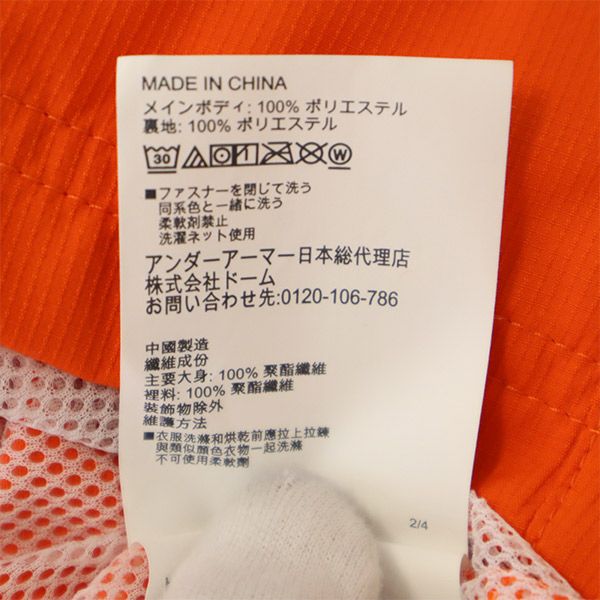 MADE IN CHINA
メインボディ: 100% ポリエステル
裏地: 100% ポリエステル
30 W
■ファスナーを閉じて洗う
同系色と一緒に洗う
柔軟剤禁止
洗濯ネット使用
アンダーアーマー日本総代理店
株式会社ドーム
お問い合わせ先:0120-106-786
中國製造
纖維成份
主要大身: 100% 聚酯纖維
裡料: 100% 聚酯纖維
裝飾物除外
維護方法
■衣服洗滌和烘乾前應拉上拉鍊
與類似顏色衣物一起洗滌
不可使用柔軟劑
2/4